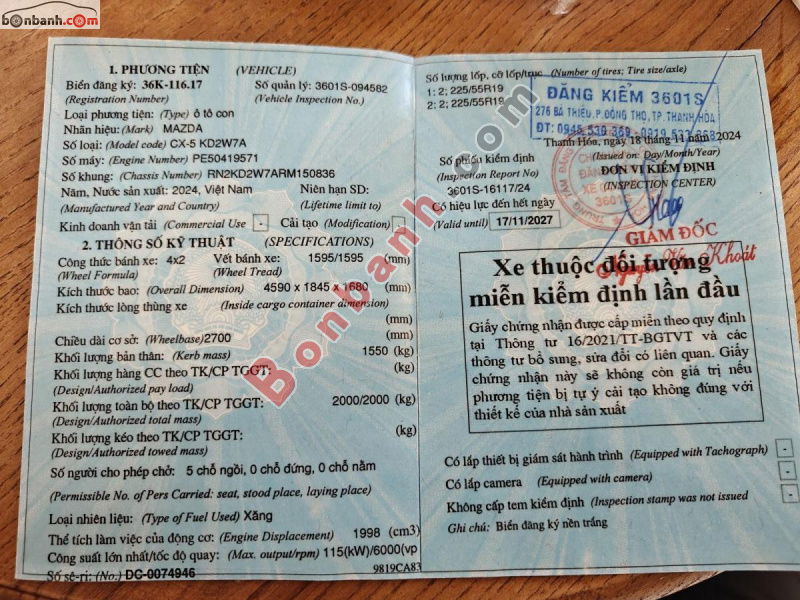 bonbanh.com
1. PHƯƠNG TIỆN (VEHICLE)
Biển đăng ký: 36K-116.17 Số quản lý: 3601S-094582
(Registration Number) (Vehicle Inspection No.)
Loại phương tiện: (Type) ô tô con
Nhãn hiệu: (Mark) MAZDA
Số loại: (Model code) CX-5 KD2W7A
Số máy: (Engine Number) PE50419571
Số khung: (Chassis Number) RN2KD2W7ARM150836
Năm, Nước sản xuất: 2024, Việt Nam Niên hạn SD:
(Manufactured Year and Country) (Lifetime limit to)
Kinh doanh vận tải (Commercial Use) - Cải tạo (Modification)
2. THÔNG SỐ KỸ THUẬT (SPECIFICATIONS)
Công thức bánh xe: 4x2 Vết bánh xe: 1595/1595 (mm)
(Wheel Formula) (Wheel Tread)
Kích thước bao: (Overall Dimension) 4590 x 1845 x 1680 (mm)
Kích thước lòng thùng xe (Inside cargo container dimension)
(mm)
Chiều dài cơ sở: (Wheelbase) 2700 (mm)
Khối lượng bản thân: (Kerb mass) 1550 (kg)
Khối lượng hàng CC theo TK/CP TGGT: (kg)
(Design/Authorized pay load)
Khối lượng toàn bộ theo TK/CP TGGT: 2000/2000 (kg)
(Design/Authorized total mass)
Khối lượng kéo theo TK/CP TGGT: (kg)
(Design/Authorized towed mass)
Số người cho phép chở: 5 chỗ ngồi, 0 chỗ đứng, 0 chỗ nằm
(Permissible No. of Pers Carried: seat, stood place, laying place)
Loại nhiên liệu: (Type of Fuel Used) Xăng
Thể tích làm việc của động cơ: (Engine Displacement) 1998 (cm3)
Công suất lớn nhất/tốc độ quay: (Max. output/rpm) 115(kW)/6000(vp
9819CA83
Số sê-ri: (No.) DC-0074946
Số lượng lốp, cỡ lốp/trục (Number of tires; Tire size/axle)
1: 2; 225/55R19
2: 2; 225/55R19
ĐĂNG KIỂM 3601S
276 BÀ TRIỆU, P. ĐÔNG THỌ, TP. THANH HÓA
Thanh Hóa, ngày 18 tháng 11 năm 2024
Số phiếu kiểm định (Issued on: Day/Month/Year)
(Inspection Report No) ĐƠN VỊ KIỂM ĐỊNH
3601S-16117/24 (INSPECTION CENTER)
Có hiệu lực đến hết ngày
(Valid until) 17/11/2027
3601S
GIÁM ĐỐC
Khoát
Xe thuộc đối tượng
miễn kiểm định lần đầu
Giấy chứng nhận được cấp miễn theo quy định
tại Thông tư 16/2021/TT-BGTVT và các
thông tư bổ sung, sửa đổi có liên quan. Giấy
chứng nhận này sẽ không còn giá trị nếu
phương tiện bị tự ý cải tạo không đúng với
thiết kế của nhà sản xuất
Có lắp thiết bị giám sát hành trình (Equipped with Tachograph) -
Có lắp camera (Equipped with camera) -
Không cấp tem kiểm định (Inspection stamp was not issued -
Ghi chú: Biển đăng ký nền trắng
Bonbanh.com